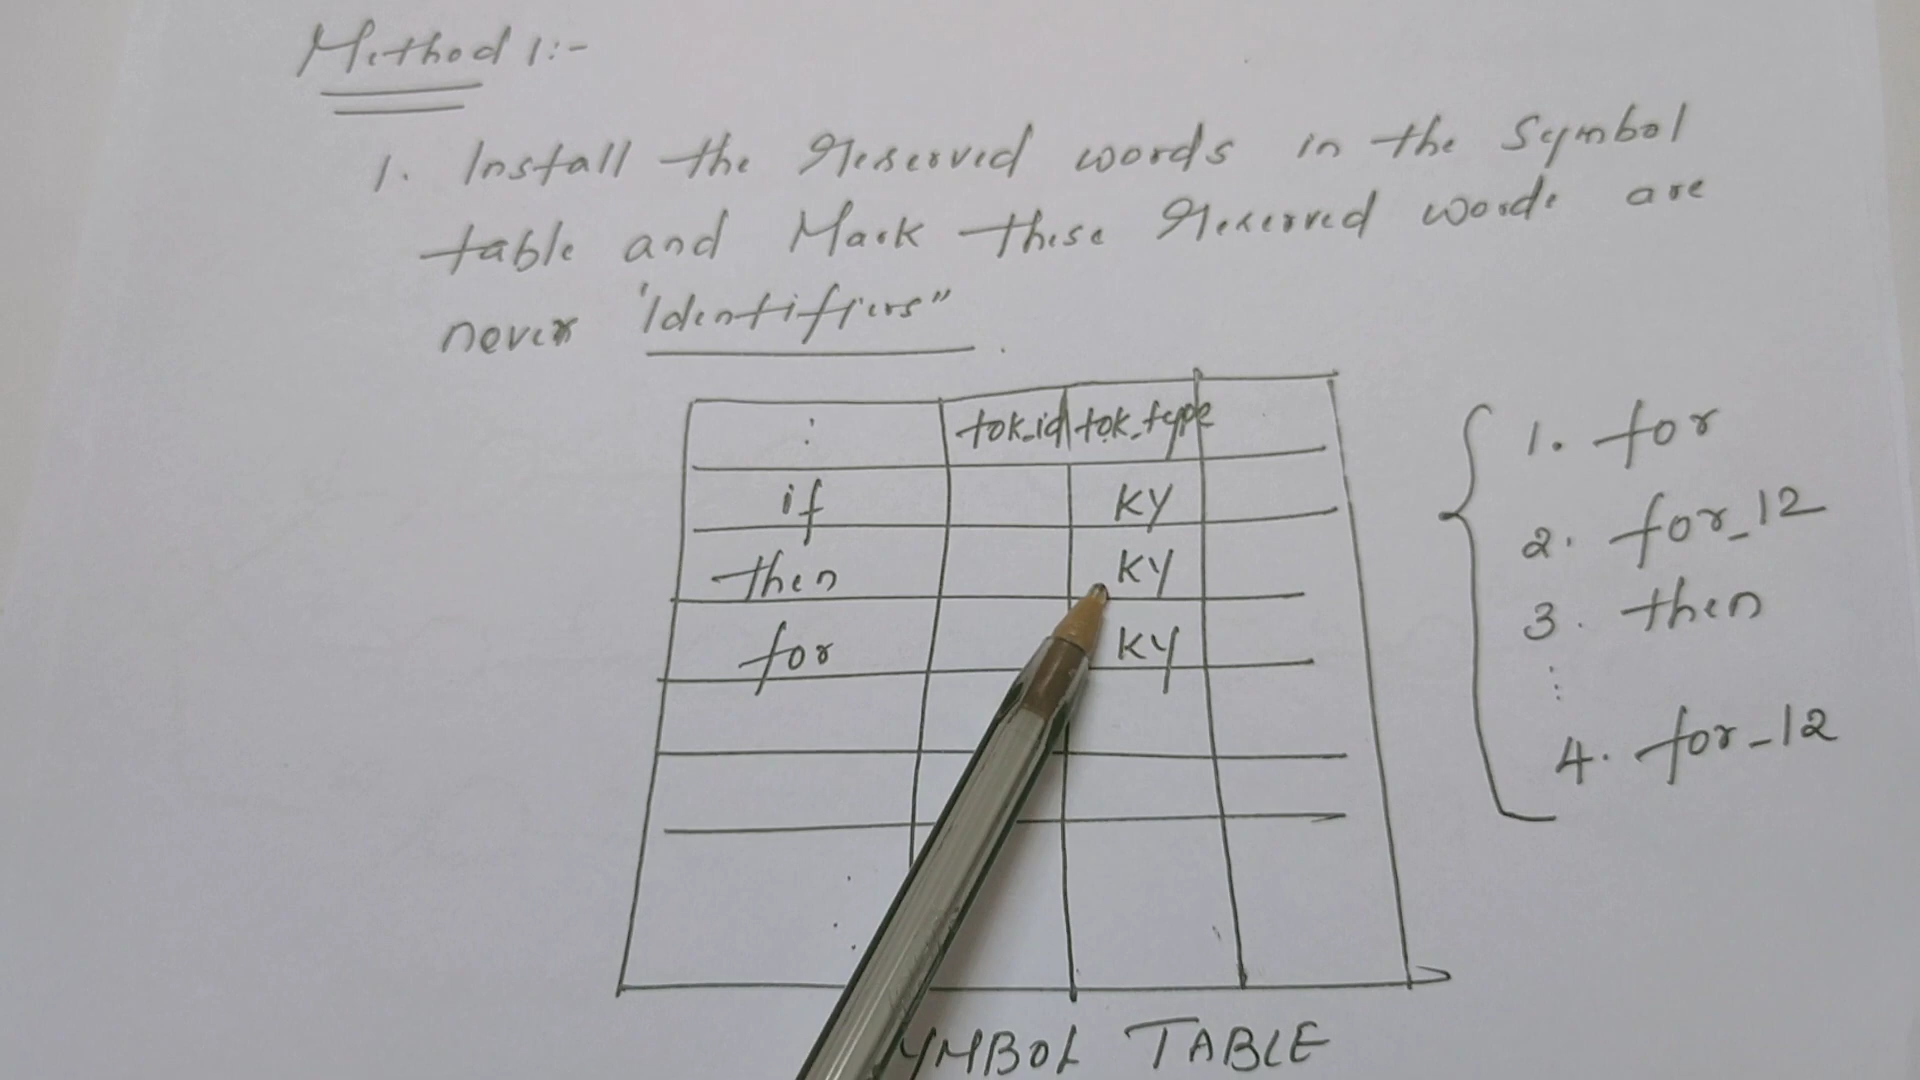 Method 1:-
1. Install the reserved words in the Symbol
table and Mark these reserved words are
never 'Identifiers"
: tok_id tok_type
if KY
then KY
for KY
1. for
2. for_12
3. then
4. for_12
YMBOL TABLE